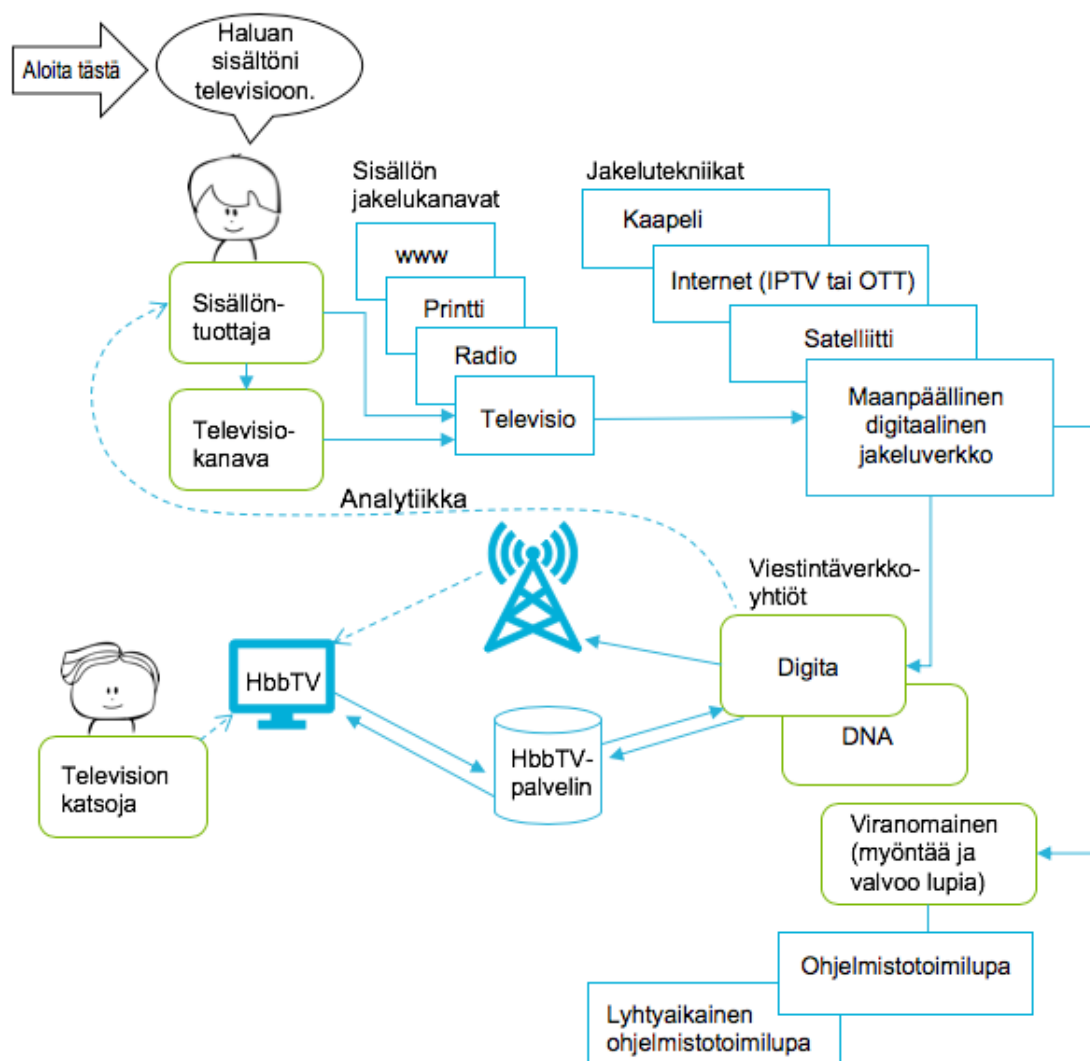 Aloita tästä
Haluan
sisältöni
televisioon.
Sisällön
jakelukanavat
www
Printti
Radio
Televisio
Jakelutekniikat
Kaapeli
Internet (IPTV tai OTT)
Satelliitti
Maanpäällinen
digitaalinen
jakeluverkko
Sisällön-
tuottaja
Televisio-
kanava
Analytiikka
Viestintäverkko-
yhtiöt
Digita
DNA
HbbTV
HbbTV-
palvelin
Television
katsoja
Viranomainen
(myöntää ja
valvoo lupia)
Ohjelmistotoimilupa
Lyhtyaikainen
ohjelmistotoimilupa